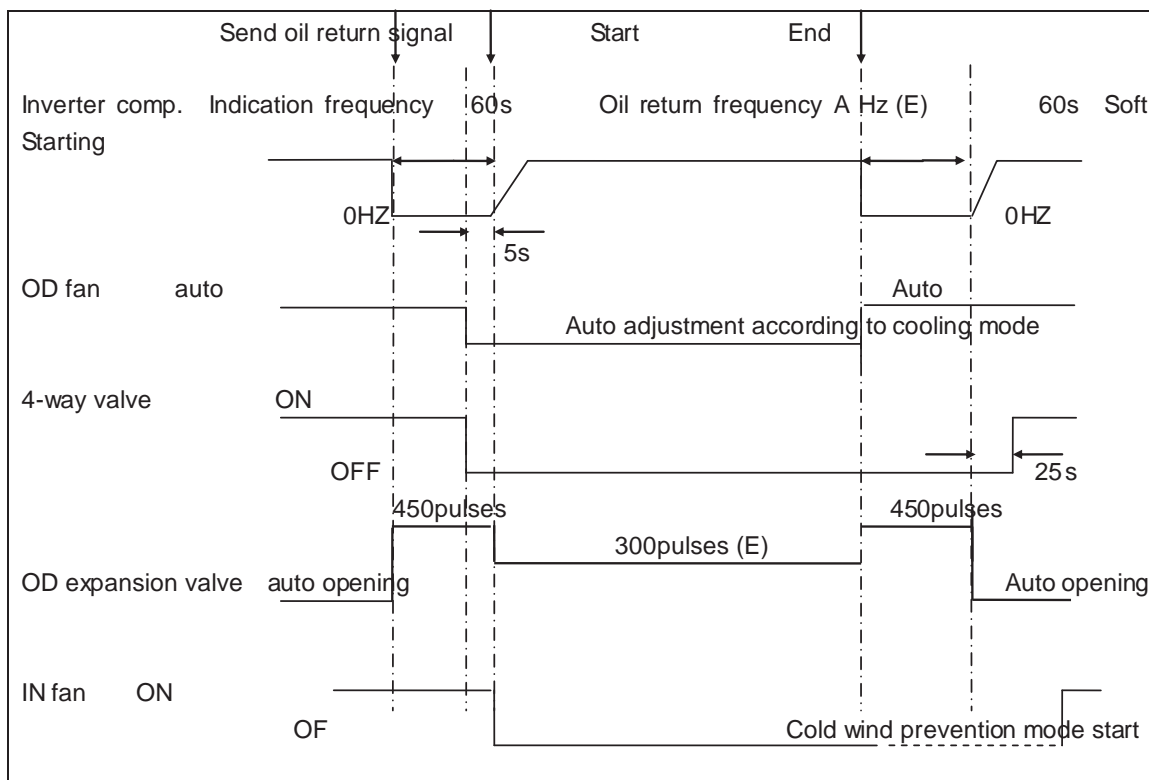 Send oil return signal Start End
Inverter comp. Indication frequency 60s Oil return frequency A Hz (E) 60s Soft
Starting
0HZ 0HZ
5s
OD fan auto Auto
Auto adjustment according to cooling mode
4-way valve ON
OFF 25s
450pulses 450pulses
300pulses (E)
OD expansion valve auto opening Auto opening
IN fan ON
OF Cold wind prevention mode start